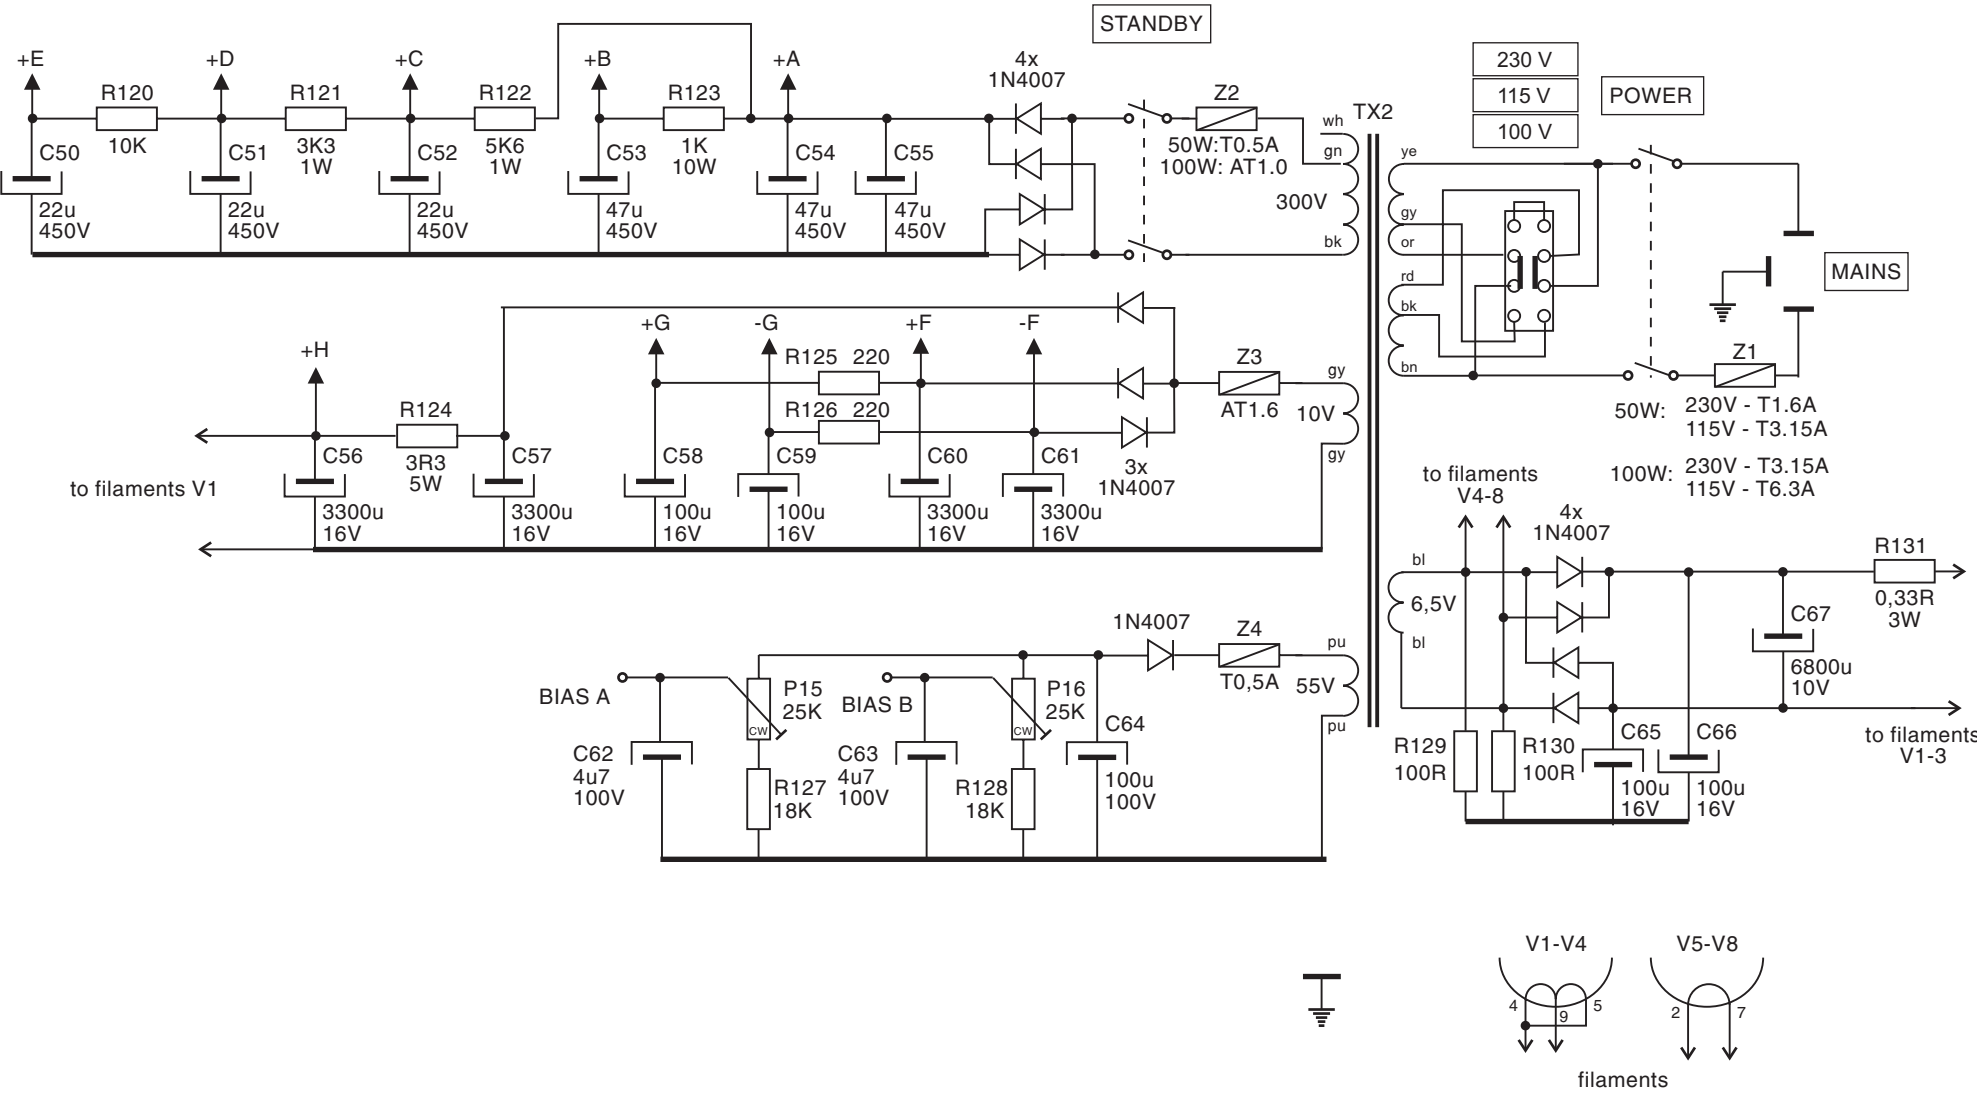 STANDBY
+E
+D
+C
+B
+A
4x
1N4007
R120
10K
R121
3K3
1W
R122
5K6
1W
R123
1K
10W
Z2
50W:T0.5A
100W: AT1.0
C50
22u
450V
C51
22u
450V
C52
22u
450V
C53
47u
450V
C54
47u
450V
C55
47u
450V
TX2
wh
gn
300V
bk
230 V
115 V
100 V
POWER
ye
gy
or
rd
bk
bn
MAINS
Z1
50W:
230V - T1.6A
115V - T3.15A
100W:
230V - T3.15A
115V - T6.3A
+H
+G
-G
+F
-F
R124
3R3
5W
R125 220
R126 220
Z3
AT1.6
gy
10V
gy
3x
1N4007
to filaments V1
C56
3300u
16V
C57
3300u
16V
C58
100u
16V
C59
100u
16V
C60
3300u
16V
C61
3300u
16V
to filaments
V4-8
4x
1N4007
bl
6,5V
bl
R131
0,33R
3W
C67
6800u
10V
to filaments
V1-3
R129
100R
R130
100R
C65
100u
16V
C66
100u
16V
1N4007
Z4
T0,5A
pu
55V
pu
BIAS A
P15
25K
CW
BIAS B
P16
25K
CW
C62
4u7
100V
R127
18K
C63
4u7
100V
R128
18K
C64
100u
100V
V1-V4
4
9
5
V5-V8
2
7
filaments